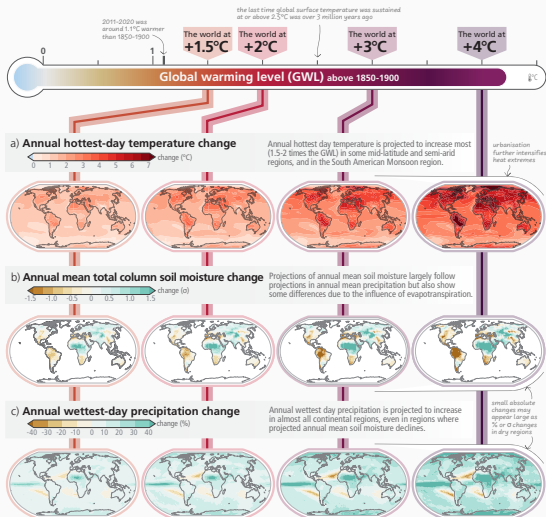 2011-2020 was
around 1.1°C warmer
than 1850-1900
the last time global surface temperature was sustained
at or above 2.5°C was over 3 million years ago
The world at
+1.5°C
The world at
+2°C
The world at
+3°C
The world at
+4°C
0
1
Global warming level (GWL) above 1850-1900
°C
a) Annual hottest-day temperature change
0 1 2 3 4 5 6 7
change (°C)
Annual hottest day temperature is projected to increase most
(1.5-2 times the GWL) in some mid-latitude and semi-arid
regions, and in the South American Monsoon region.
urbanisation
further intensifies
heat extremes
b) Annual mean total column soil moisture change
-1.5 -1.0 -0.5 0 0.5 1.0 1.5
change (σ)
Projections of annual mean soil moisture largely follow
projections in annual mean precipitation but also show
some differences due to the influence of evapotranspiration.
c) Annual wettest-day precipitation change
-40 -30 -20 -10 0 10 20 30 40
change (%)
Annual wettest day precipitation is projected to increase
in almost all continental regions, even in regions where
projected annual mean soil moisture declines.
small absolute
changes may
appear large as
% or σ changes
in dry regions